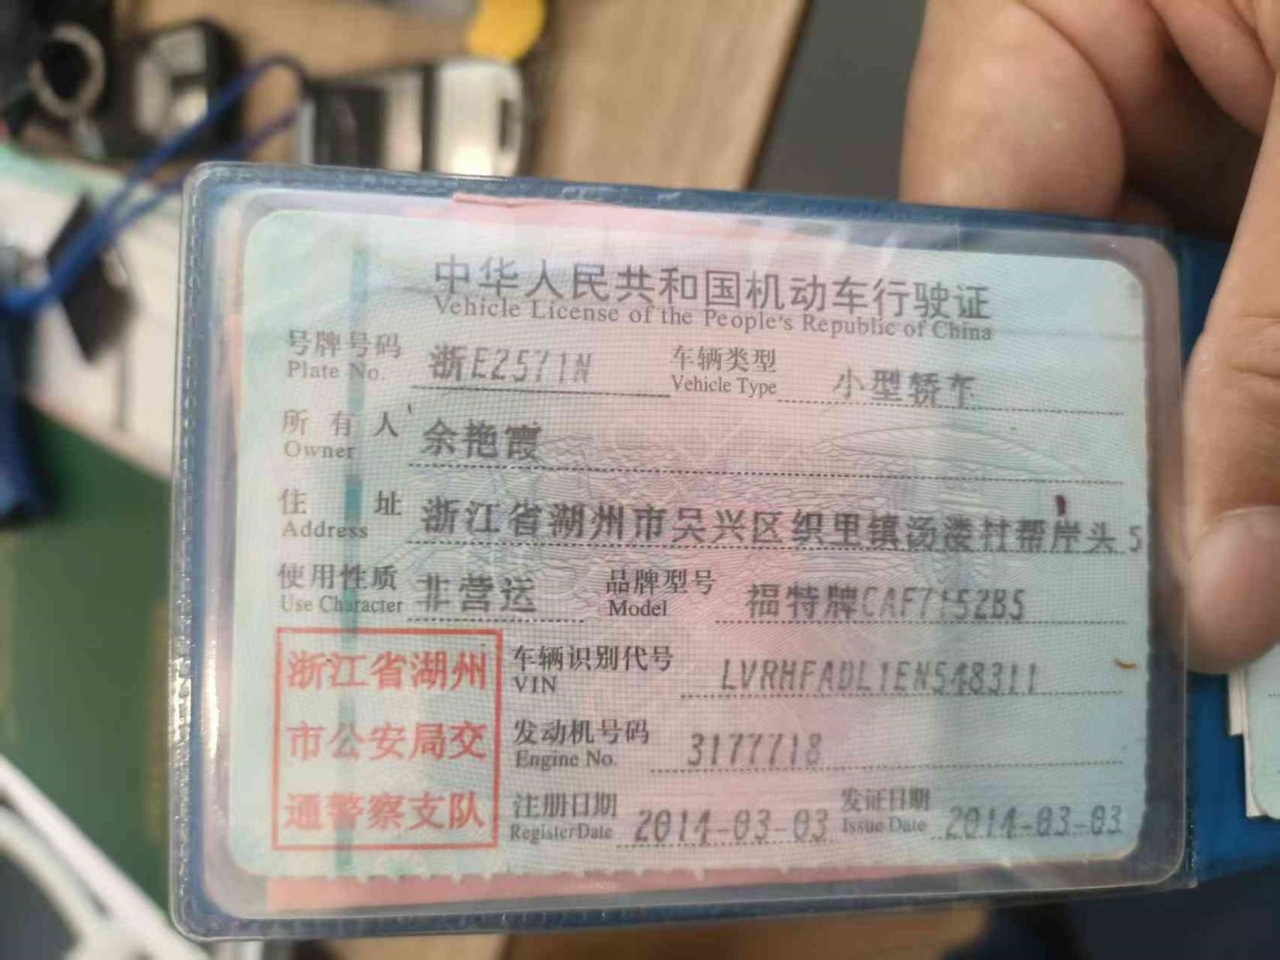 中华人民共和国机动车行驶证
Vehicle License of the People's Republic of China
号牌号码 浙E2571N 车辆类型 小型轿车
Plate No. Vehicle Type
所有人 余艳霞
Owner
住址 浙江省湖州市吴兴区织里镇汤溇村帮岸头5
Address
使用性质 非营运 品牌型号 福特牌CAF7152B5
Use Character Model
浙江省湖州
市公安局交
通警察支队
车辆识别代号 LVRHFADL1EN548311
VIN
发动机号码 3177718
Engine No.
注册日期 2014-03-03 发证日期 2014-03-03
Register Date Issue Date